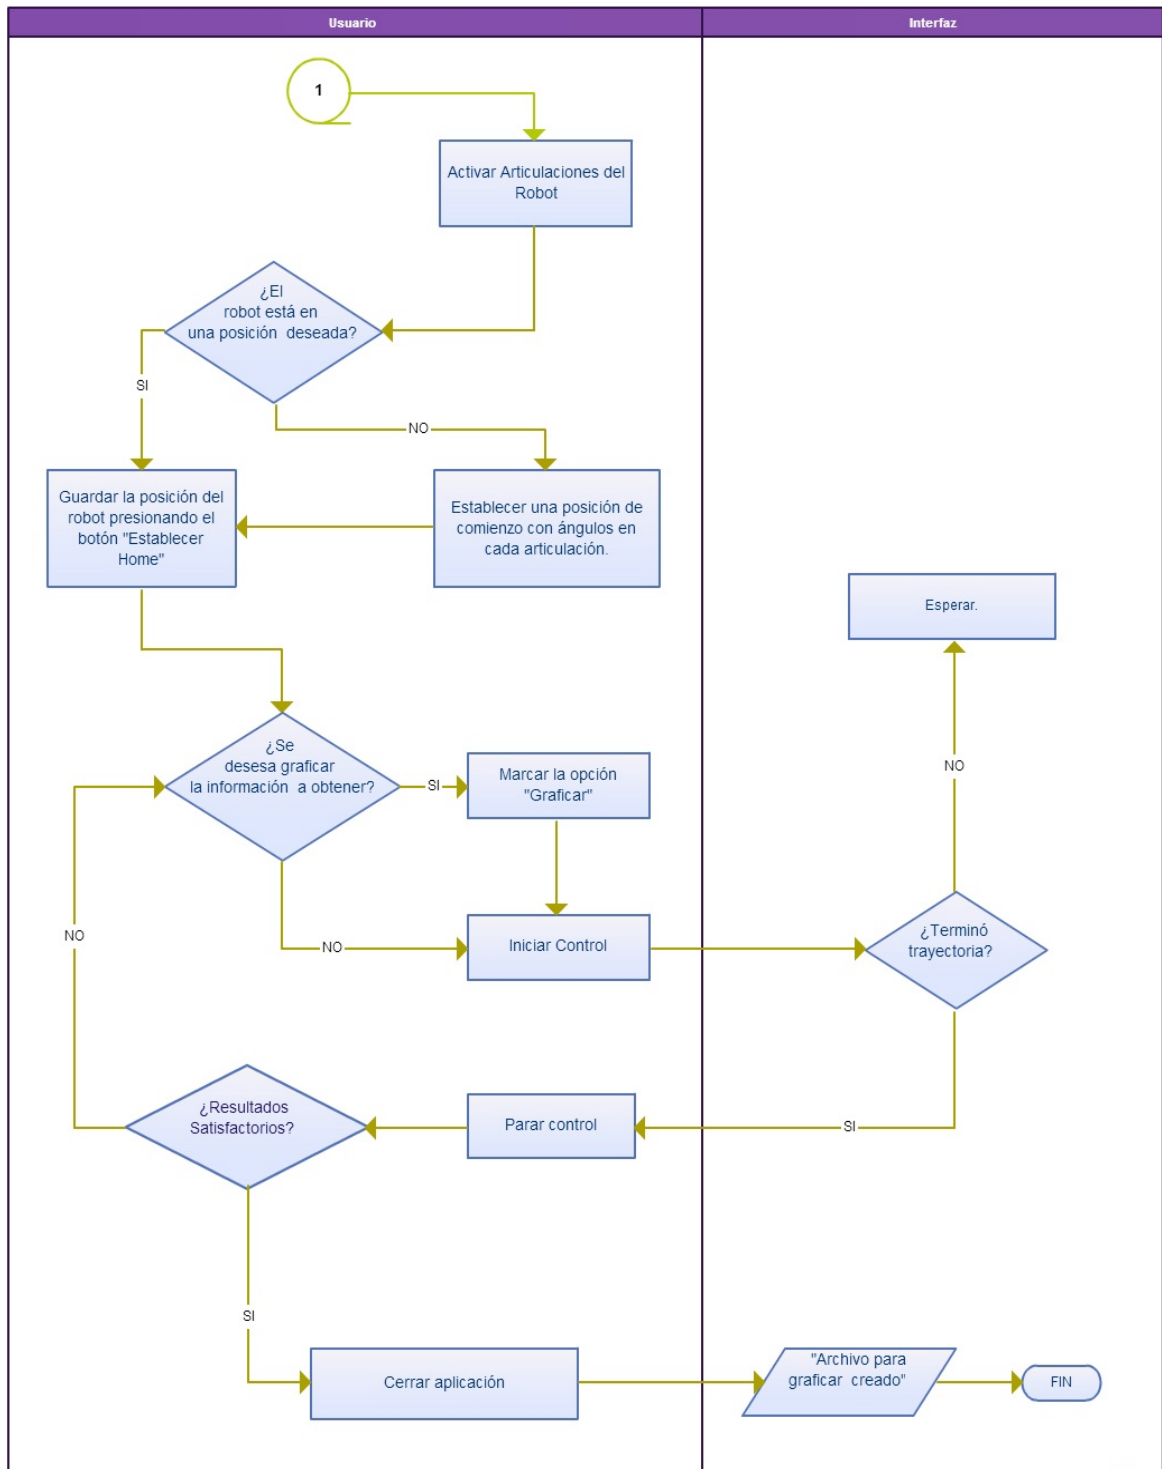 Usuario
Interfaz
1
Activar Articulaciones del
Robot
¿El
robot está en
una posición deseada?
SI
NO
Guardar la posición del
robot presionando el
botón "Establecer
Home"
Establecer una posición de
comienzo con ángulos en
cada articulación.
Esperar.
NO
¿Se
desesa graficar
la información a obtener?
SI
Marcar la opción
"Graficar"
NO
NO
Iniciar Control
¿Terminó
trayectoria?
¿Resultados
Satisfactorios?
Parar control
SI
SI
Cerrar aplicación
"Archivo para
graficar creado"
FIN